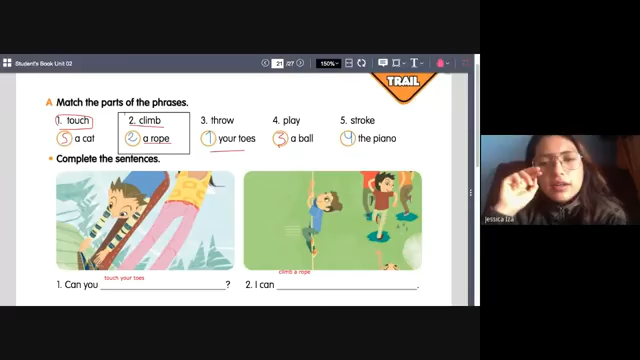 Student's Book Unit 02
21 /27
150%
TRAIL
A Match the parts of the phrases.
1. touch 2. climb 3. throw 4. play 5. stroke
5 a cat 2 a rope 1 your toes 3 a ball 4 the piano
Complete the sentences.
touch your toes climb a rope
1. Can you ? 2. I can .
Jessica Iza